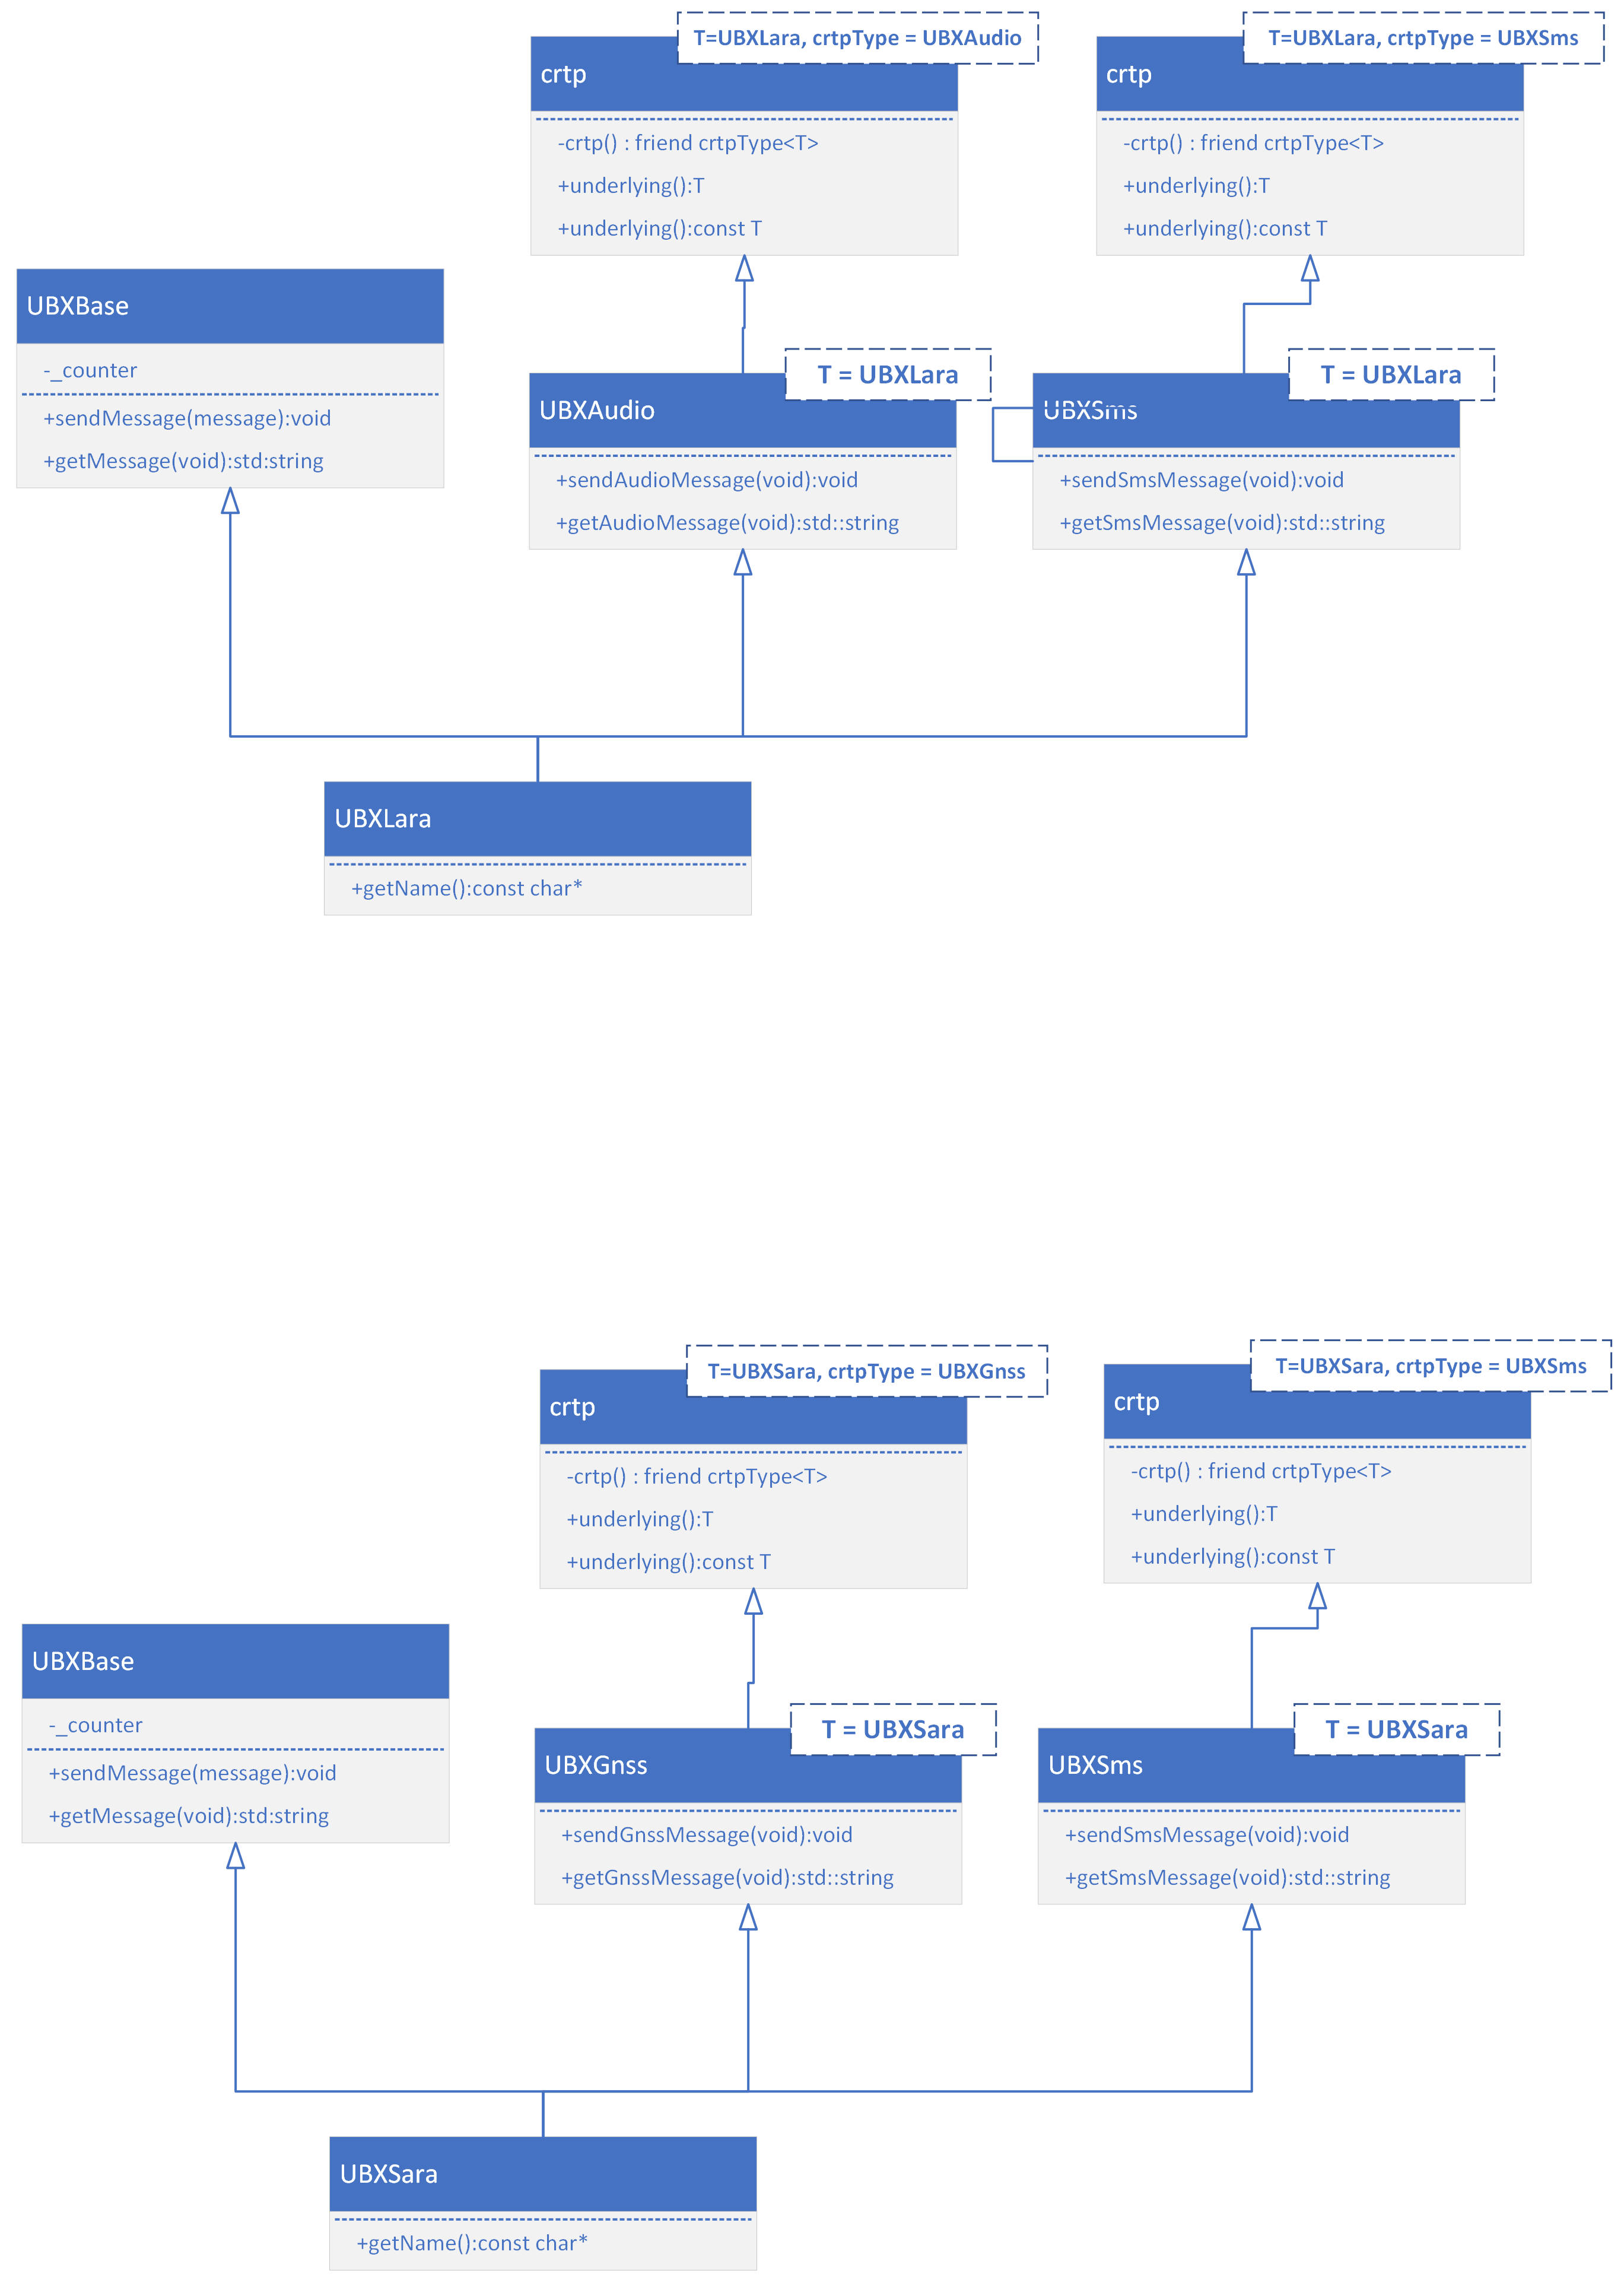 T=UBXLara, crtpType = UBXAudio
crtp
-crtp() : friend crtpType<T>
+underlying():T
+underlying():const T
T=UBXLara, crtpType = UBXSms
crtp
-crtp() : friend crtpType<T>
+underlying():T
+underlying():const T
UBXBase
-_counter
+sendMessage(message):void
+getMessage(void):std:string
T = UBXLara
UBXAudio
+sendAudioMessage(void):void
+getAudioMessage(void):std::string
T = UBXLara
UBXSms
+sendSmsMessage(void):void
+getSmsMessage(void):std::string
UBXLara
+getName():const char*
T=UBXSara, crtpType = UBXGnss
crtp
-crtp() : friend crtpType<T>
+underlying():T
+underlying():const T
T=UBXSara, crtpType = UBXSms
crtp
-crtp() : friend crtpType<T>
+underlying():T
+underlying():const T
UBXBase
-_counter
+sendMessage(message):void
+getMessage(void):std:string
T = UBXSara
UBXGnss
+sendGnssMessage(void):void
+getGnssMessage(void):std::string
T = UBXSara
UBXSms
+sendSmsMessage(void):void
+getSmsMessage(void):std::string
UBXSara
+getName():const char*